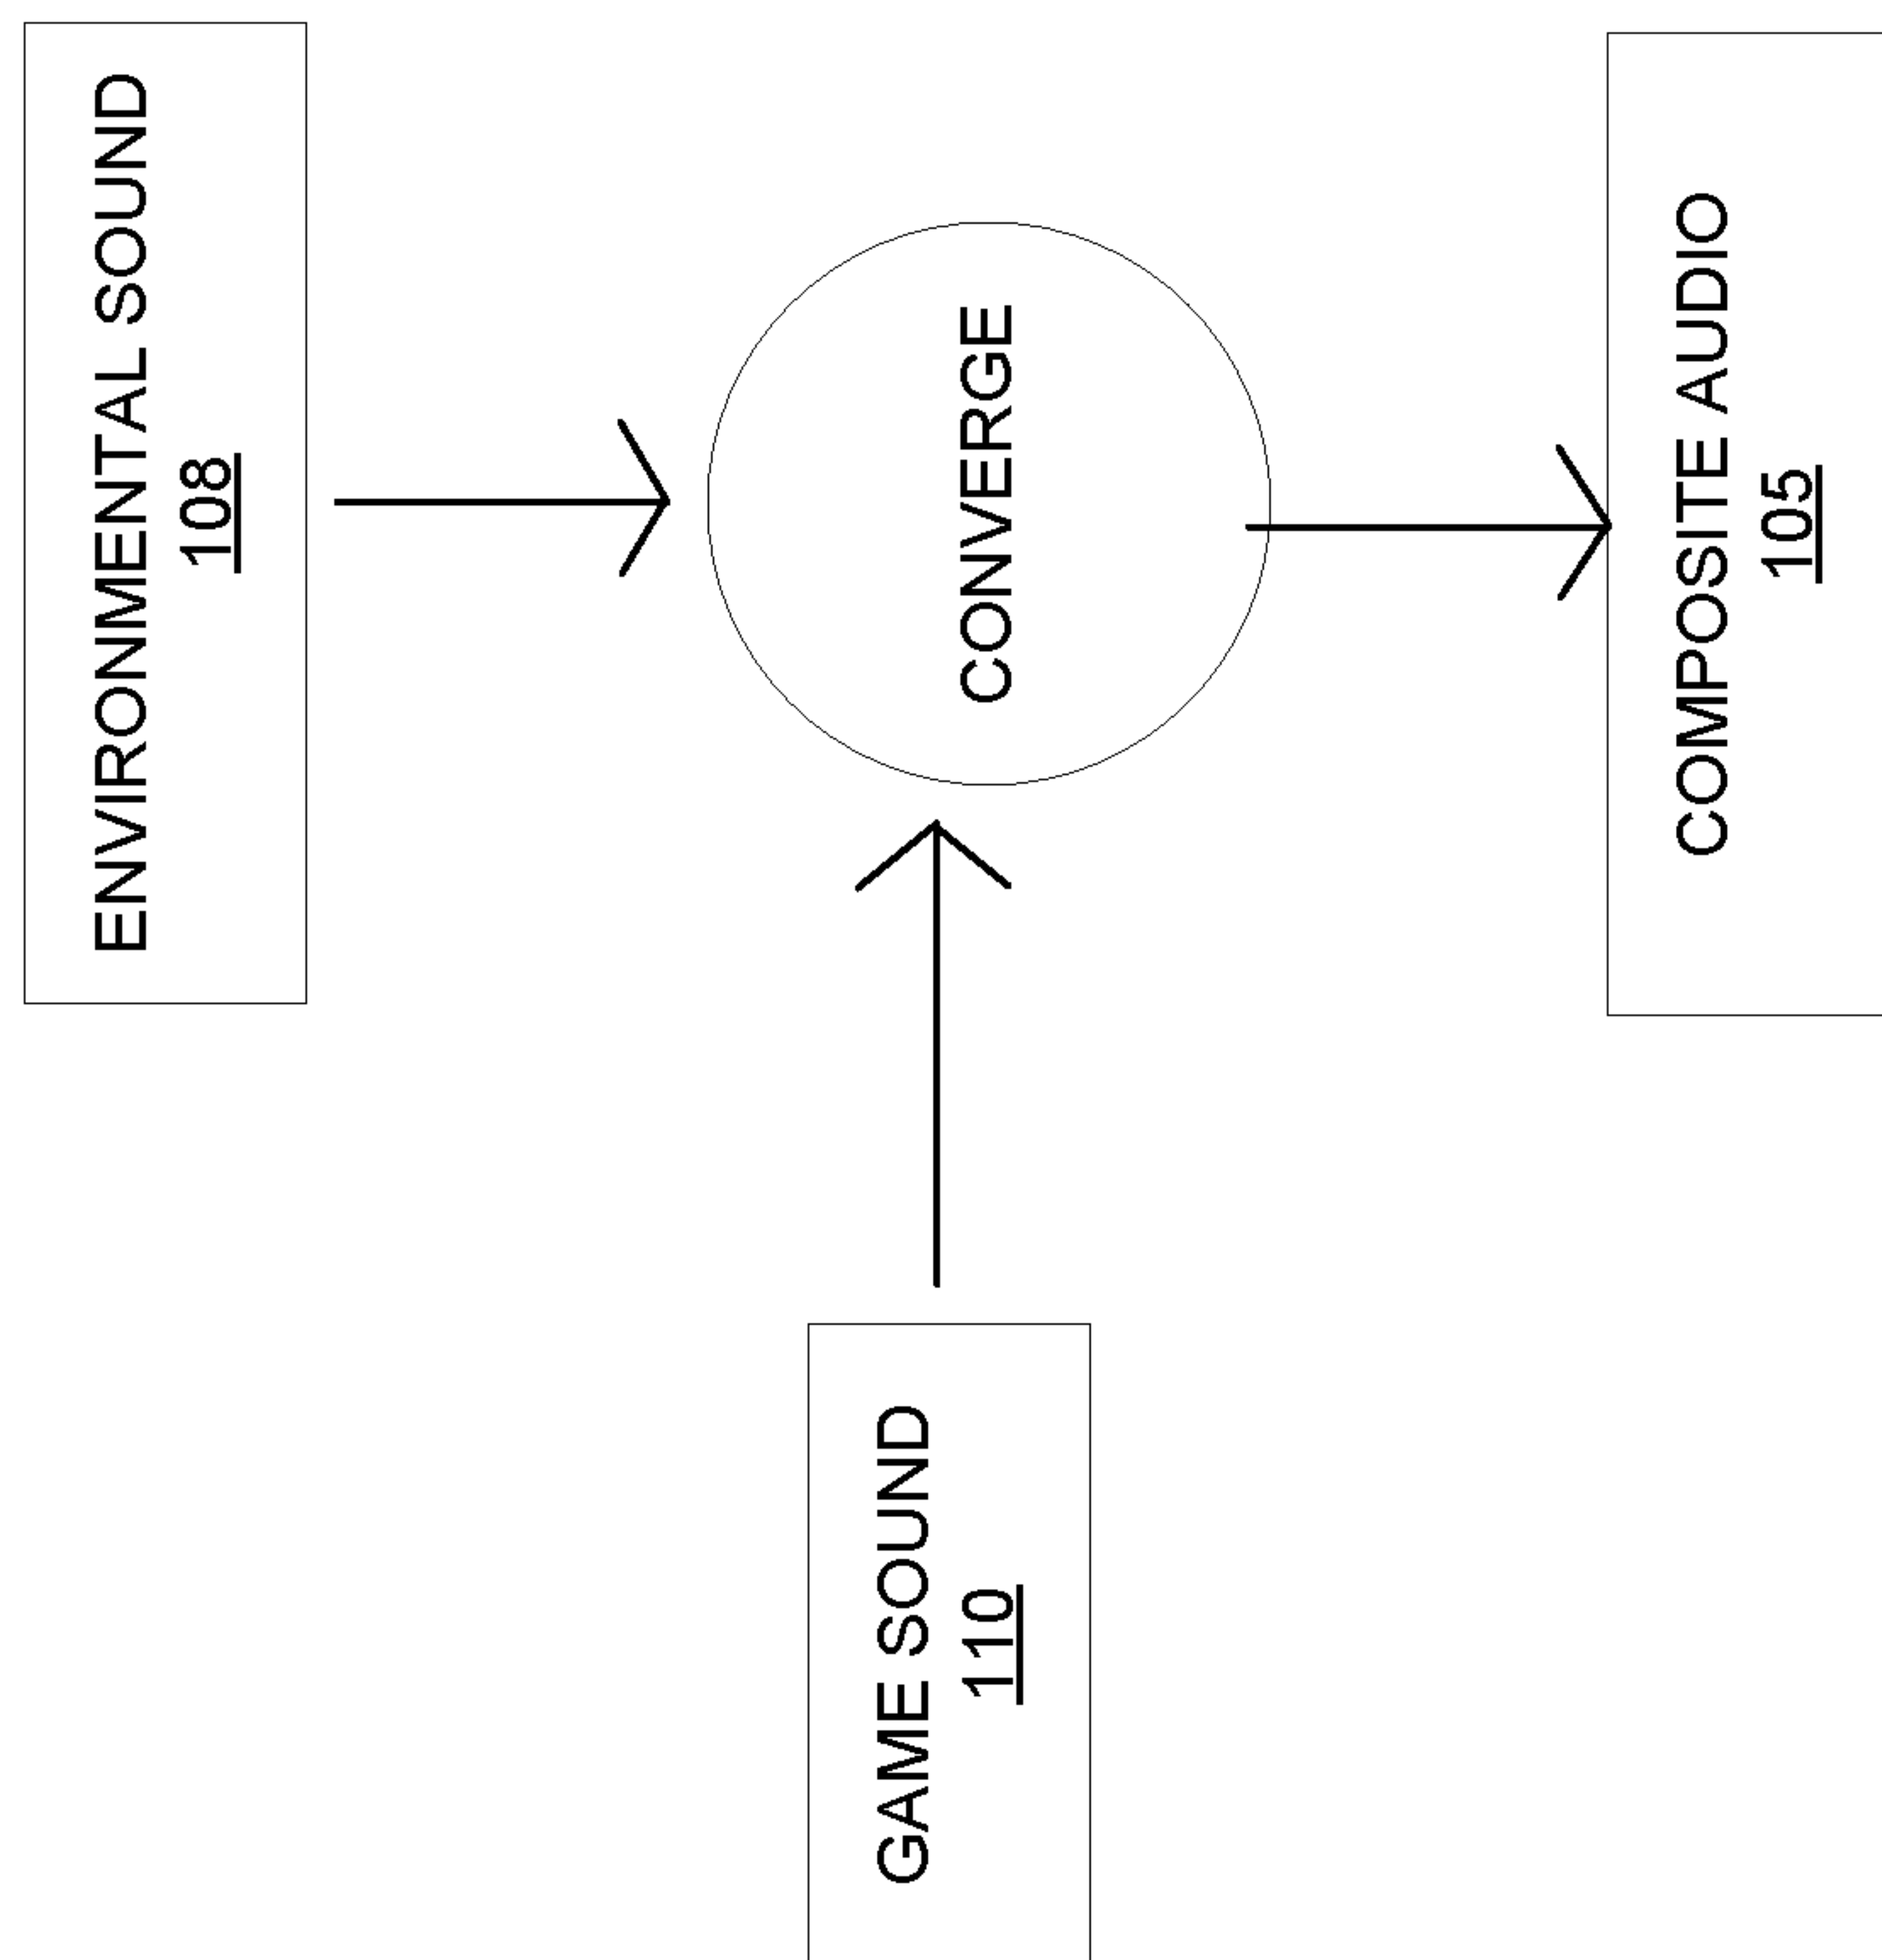 ENVIRONMENTAL SOUND
108
GAME SOUND
110
CONVERGE
COMPOSITE AUDIO
105